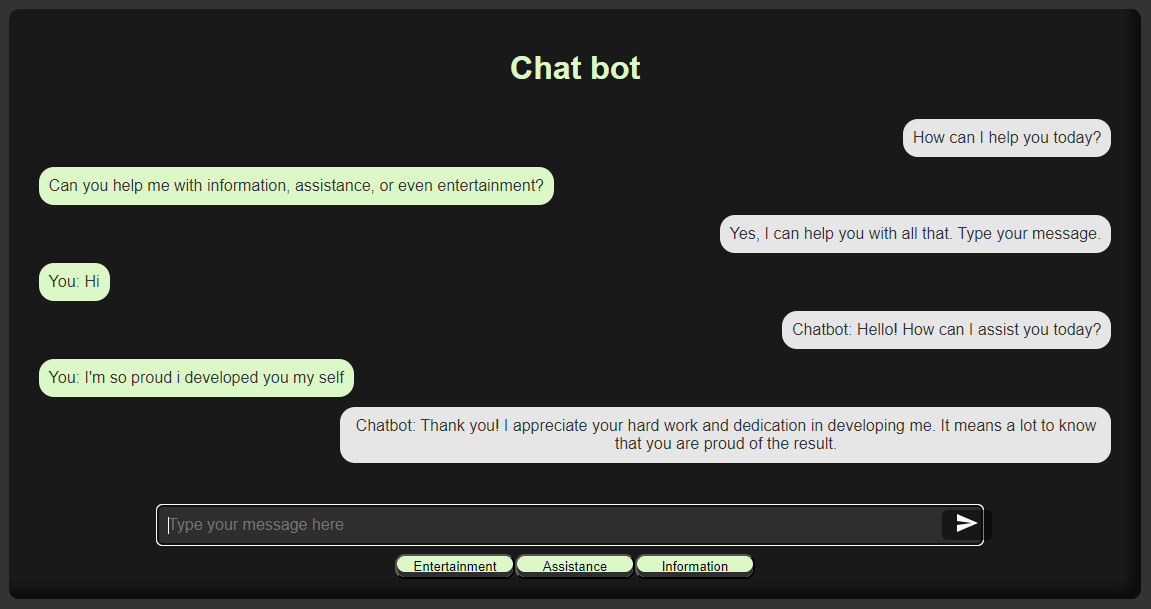 Chat bot
How can I help you today?
Can you help me with information, assistance, or even entertainment?
Yes, I can help you with all that. Type your message.
You: Hi
Chatbot: Hello! How can I assist you today?
You: I'm so proud i developed you my self
Chatbot: Thank you! I appreciate your hard work and dedication in developing me. It means a lot to know
that you are proud of the result.
Type your message here
Entertainment Assistance Information